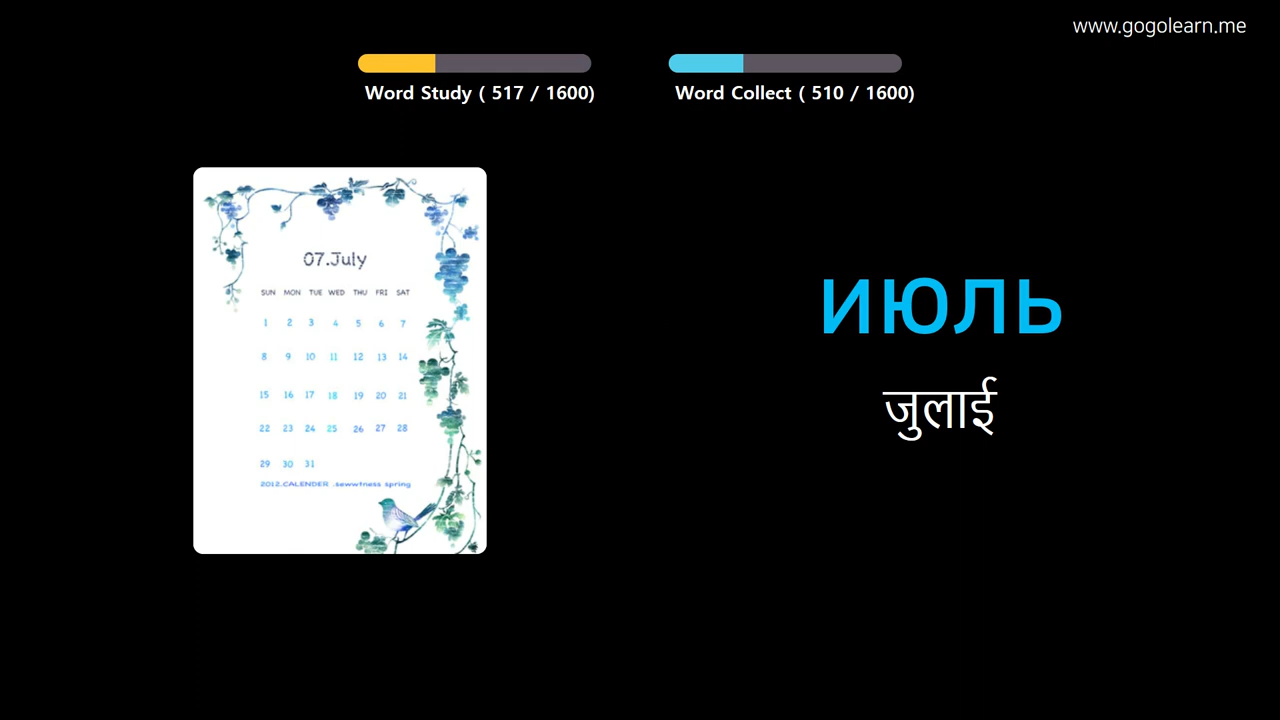 www.gogolearn.me
Word Study ( 517 / 1600)
Word Collect ( 510 / 1600)
07.July
SUN MON TUE WED THU FRI SAT
1 2 3 4 5 6 7
8 9 10 11 12 13 14
15 16 17 18 19 20 21
22 23 24 25 26 27 28
29 30 31
2012.CALENDER .sewwtness spring
июль
जुलाई